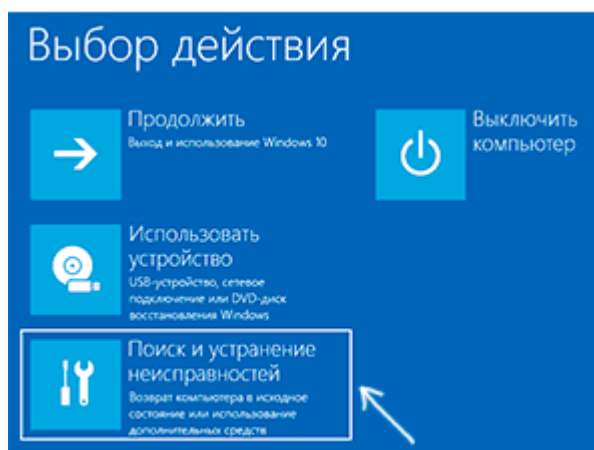 Выбор действия
Продолжить
Выход и использование Windows 10
Выключить
компьютер
Использовать
устройство
USB-устройство, сетевое
подключение или DVD-диск
восстановления Windows
Поиск и устранение
неисправностей
Возврат компьютера в исходное
состояние или использование
дополнительных средств